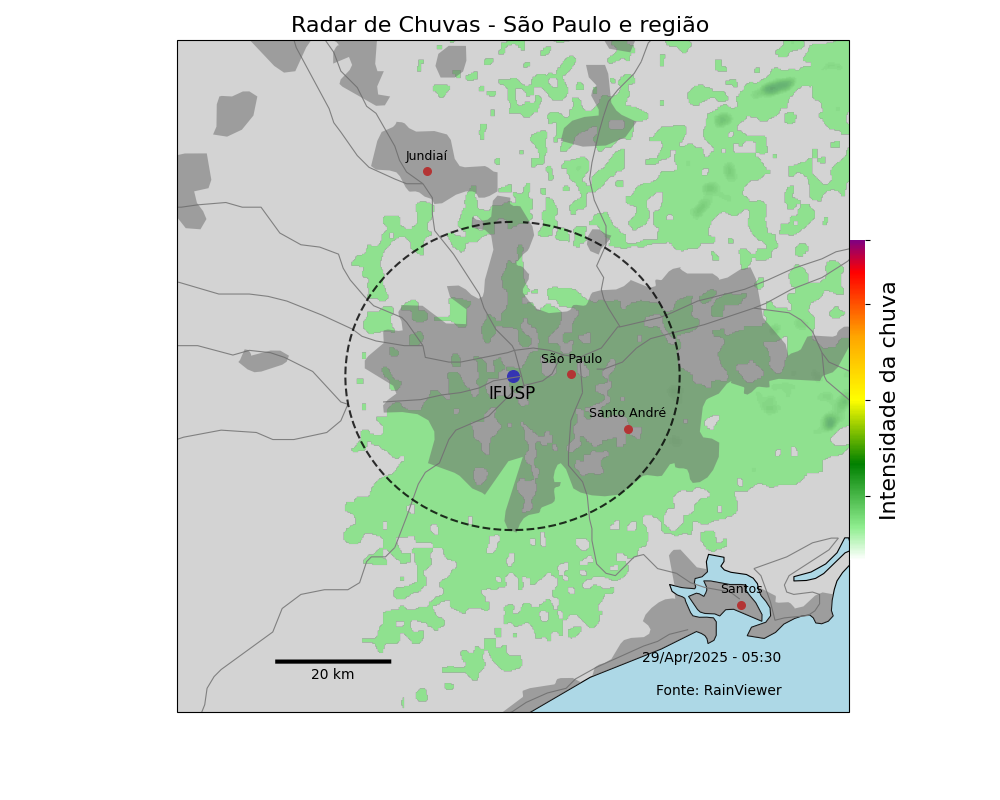 Radar de Chuvas - São Paulo e região
Jundiaí
São Paulo
IFUSP
Santo André
Intensidade da chuva
Santos
29/Apr/2025 - 05:30
20 km
Fonte: RainViewer